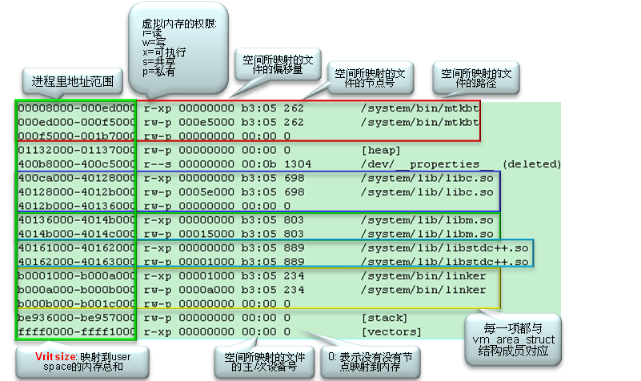 虚拟内存的权限:
r=读
w=写
x=可执行
s=共享
p=私有
空间所映射的文
件的偏移量
空间所映射的文
件的节点号
空间所映射的文
件的路径
进程里地址范围
00008000-000ed000 r-xp 00000000 b3:05 262 /system/bin/mtkbt
000ed000-000f5000 rw-p 000e5000 b3:05 262 /system/bin/mtkbt
000f5000-001b7000 rw-p 00000000 00:00 0
01132000-01137000 rw-p 00000000 00:00 0 [heap]
400b8000-400c5000 r--s 00000000 00:0b 1304 /dev/__properties__ (deleted)
400ca000-40128000 r-xp 00000000 b3:05 698 /system/lib/libc.so
40128000-4012b000 rw-p 0005e000 b3:05 698 /system/lib/libc.so
4012b000-40136000 rw-p 00000000 00:00 0
40136000-4014b000 r-xp 00000000 b3:05 803 /system/lib/libm.so
4014b000-4014c000 rw-p 00015000 b3:05 803 /system/lib/libm.so
40161000-40162000 r-xp 00000000 b3:05 889 /system/lib/libstdc++.so
40162000-40163000 rw-p 00001000 b3:05 889 /system/lib/libstdc++.so
b0001000-b000a000 r-xp 00001000 b3:05 234 /system/bin/linker
b000a000-b000b000 rw-p 0000a000 b3:05 234 /system/bin/linker
b000b000-b001c000 rw-p 00000000 00:00 0
be936000-be957000 rw-p 00000000 00:00 0 [stack]
ffff0000-ffff1000 r-xp 00000000 00:00 0 [vectors]
每一项都与
vm_area_struct
结构成员对应
Vrit size: 映射到user
space的内存总和
空间所映射的文件
的主/次设备号
0: 表示没有没有节
点映射到内存